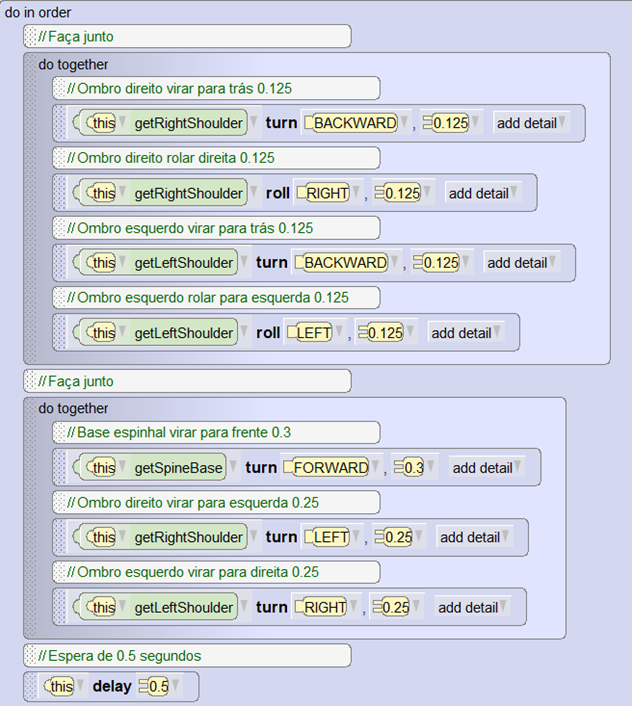 do in order
//Faça junto
do together
//Ombro direito virar para trás 0.125
this getRightShoulder turn BACKWARD , 0.125 add detail
//Ombro direito rolar direita 0.125
this getRightShoulder roll RIGHT , 0.125 add detail
//Ombro esquerdo virar para trás 0.125
this getLeftShoulder turn BACKWARD , 0.125 add detail
//Ombro esquerdo rolar para esquerda 0.125
this getLeftShoulder roll LEFT , 0.125 add detail
//Faça junto
do together
//Base espinhal virar para frente 0.3
this getSpineBase turn FORWARD , 0.3 add detail
//Ombro direito virar para esquerda 0.25
this getRightShoulder turn LEFT , 0.25 add detail
//Ombro esquerdo virar para direita 0.25
this getLeftShoulder turn RIGHT , 0.25 add detail
//Espera de 0.5 segundos
this delay 0.5